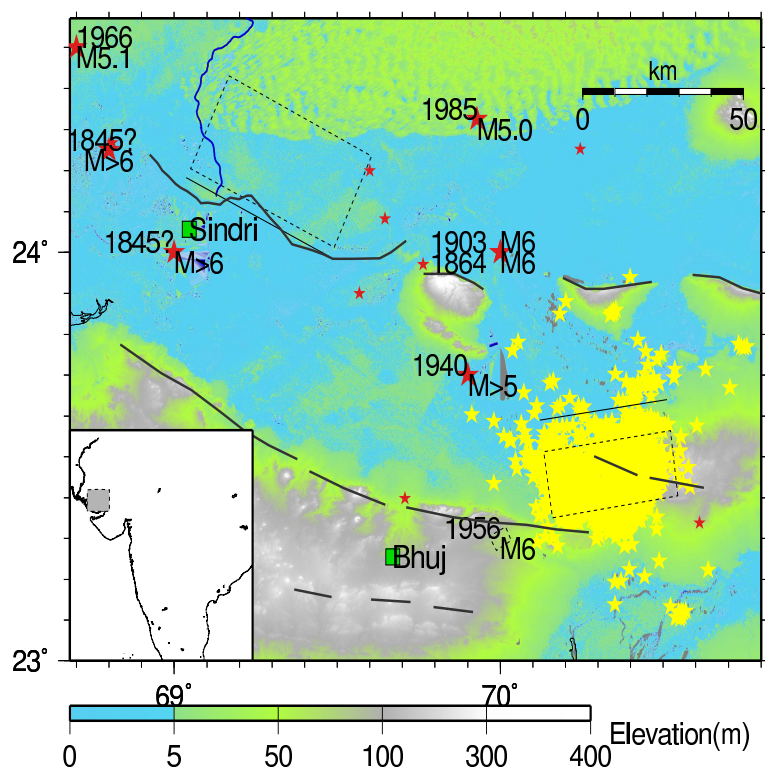 1966
M5.1
km
0 50
1985
M5.0
1845?
M>6
Sindri
24°
1845?
M>6
1903 M6
1864 M6
1940
M>5
1956
M6
Bhuj
23°
69° 70°
0 5 50 100 300 400
Elevation(m)